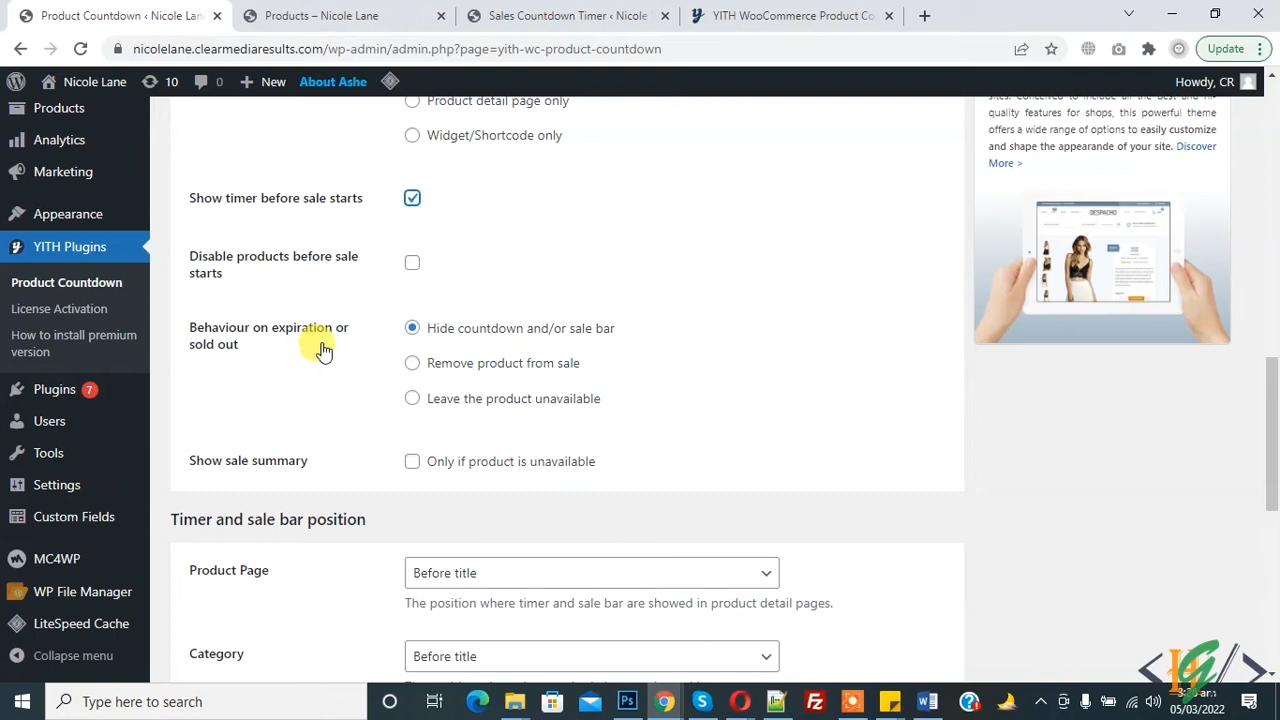 Product Countdown ‹ Nicole Lan
Products – Nicole Lane
Sales Countdown Timer ‹ Nicole
YITH WooCommerce Product Co
nicolelane.clearmediaresults.com/wp-admin/admin.php?page=yith-wc-product-countdown
Update
Nicole Lane
10
0
New
About Ashe
Howdy, CR
Products
Analytics
Marketing
Appearance
YITH Plugins
Product Countdown
License Activation
How to install premium
version
Plugins 7
Users
Tools
Settings
Custom Fields
MC4WP
WP File Manager
LiteSpeed Cache
Collapse menu
Product detail page only
Widget/Shortcode only
Show timer before sale starts
Disable products before sale
starts
Behaviour on expiration or
sold out
Hide countdown and/or sale bar
Remove product from sale
Leave the product unavailable
Show sale summary
Only if product is unavailable
Timer and sale bar position
Product Page
Before title
The position where timer and sale bar are showed in product detail pages.
Category
Before title
sites. Conceived to include all the best and hi-
quality features for shops, this powerful theme
offers a wide range of options to easily customize
and shape the appearande of your site. Discover
More >
DESPACHO
Type here to search
05/03/2022